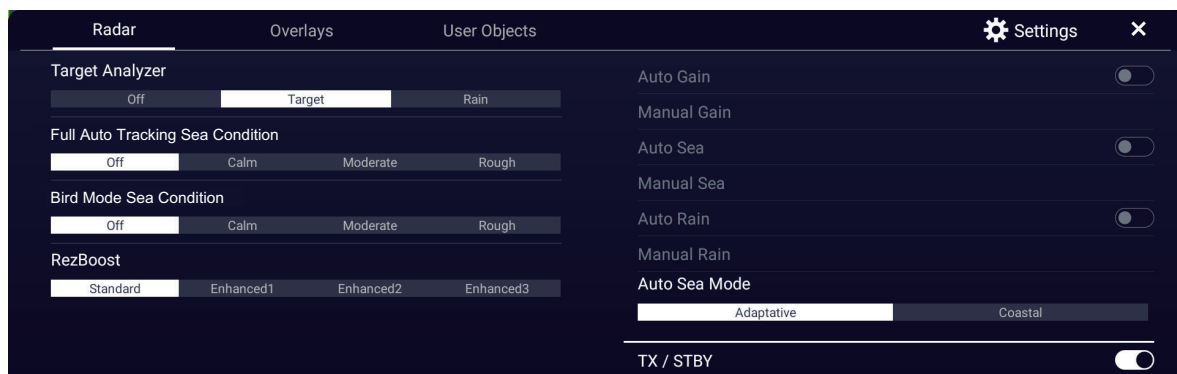 Radar Overlays User Objects Settings
Target Analyzer
Off Target Rain
Full Auto Tracking Sea Condition
Off Calm Moderate Rough
Bird Mode Sea Condition
Off Calm Moderate Rough
RezBoost
Standard Enhanced1 Enhanced2 Enhanced3
Auto Gain
Manual Gain
Auto Sea
Manual Sea
Auto Rain
Manual Rain
Auto Sea Mode
Adaptative Coastal
TX / STBY